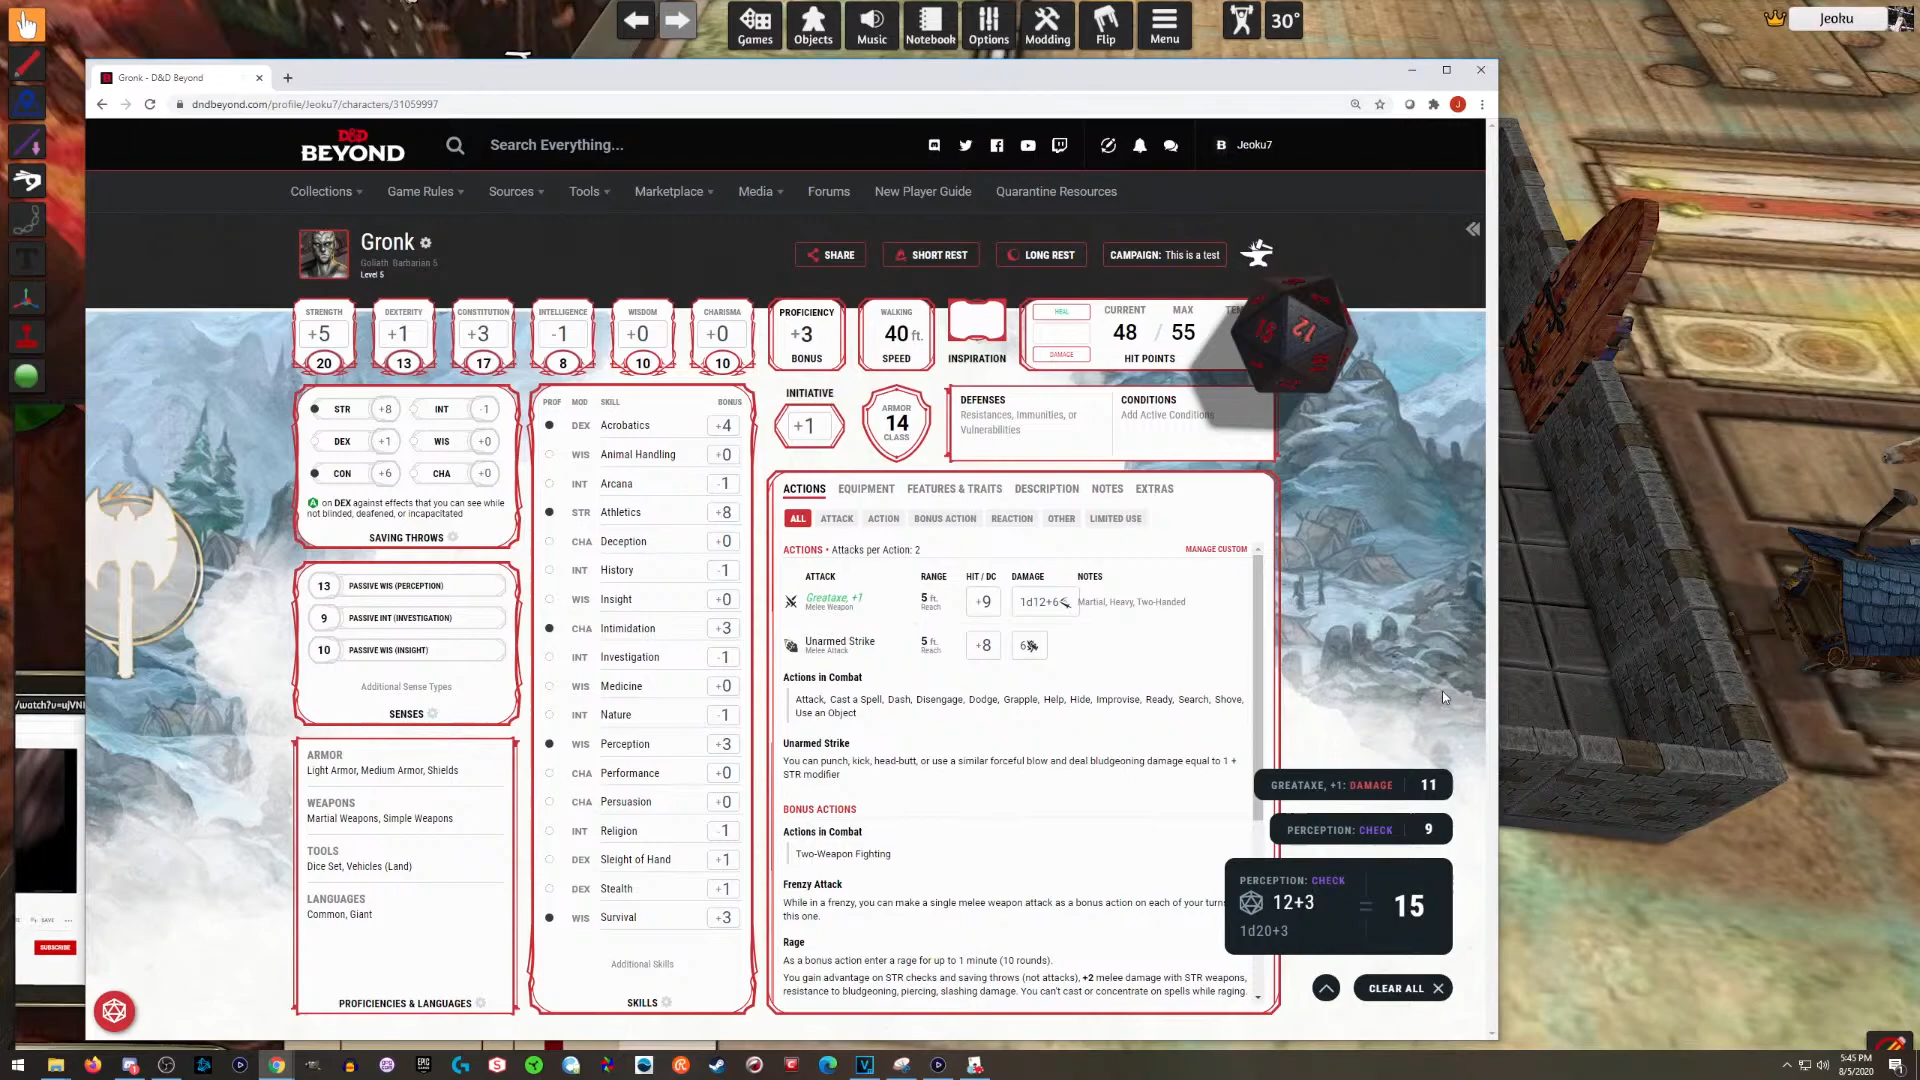 Games
Objects
Music
Notebook
Options
Modding
Flip
Menu
30°
Jeoku
Gronk - D&D Beyond
dndbeyond.com/profile/Jeoku7/characters/31059997
J
D&D
BEYOND
Search Everything...
B Jeoku7
Collections
Game Rules
Sources
Tools
Marketplace
Media
Forums
New Player Guide
Quarantine Resources
Gronk
Goliath Barbarian 5
Level 5
SHARE
SHORT REST
LONG REST
CAMPAIGN: This is a test
STRENGTH
+5
20
DEXTERITY
+1
13
CONSTITUTION
+3
17
INTELLIGENCE
-1
8
WISDOM
+0
10
CHARISMA
+0
10
PROFICIENCY
+3
BONUS
WALKING
40 ft.
SPEED
INSPIRATION
HEAL
DAMAGE
CURRENT
48
/
MAX
55
HIT POINTS
12
STR +8 INT -1
DEX +1 WIS +0
CON +6 CHA +0
A on DEX against effects that you can see while
not blinded, deafened, or incapacitated
SAVING THROWS
13 PASSIVE WIS (PERCEPTION)
9 PASSIVE INT (INVESTIGATION)
10 PASSIVE WIS (INSIGHT)
Additional Sense Types
SENSES
ARMOR
Light Armor, Medium Armor, Shields
WEAPONS
Martial Weapons, Simple Weapons
TOOLS
Dice Set, Vehicles (Land)
LANGUAGES
Common, Giant
PROFICIENCIES & LANGUAGES
PROF MOD SKILL BONUS
DEX Acrobatics +4
WIS Animal Handling +0
INT Arcana -1
STR Athletics +8
CHA Deception +0
INT History -1
WIS Insight +0
CHA Intimidation +3
INT Investigation -1
WIS Medicine +0
INT Nature -1
WIS Perception +3
CHA Performance +0
CHA Persuasion +0
INT Religion -1
DEX Sleight of Hand +1
DEX Stealth +1
WIS Survival +3
Additional Skills
SKILLS
INITIATIVE
+1
ARMOR
14
CLASS
DEFENSES
Resistances, Immunities, or
Vulnerabilities
CONDITIONS
Add Active Conditions
ACTIONS
EQUIPMENT
FEATURES & TRAITS
DESCRIPTION
NOTES
EXTRAS
ALL
ATTACK
ACTION
BONUS ACTION
REACTION
OTHER
LIMITED USE
ACTIONS • Attacks per Action: 2
MANAGE CUSTOM
ATTACK RANGE HIT / DC DAMAGE NOTES
Greataxe, +1 5 ft. +9 1d12+6 Martial, Heavy, Two-Handed
Melee Weapon Reach
Unarmed Strike 5 ft. +8 6
Melee Attack Reach
Actions in Combat
Attack, Cast a Spell, Dash, Disengage, Dodge, Grapple, Help, Hide, Improvise, Ready, Search, Shove,
Use an Object
Unarmed Strike
You can punch, kick, head-butt, or use a similar forceful blow and deal bludgeoning damage equal to 1 +
STR modifier
BONUS ACTIONS
Actions in Combat
Two-Weapon Fighting
Frenzy Attack
While in a frenzy, you can make a single melee weapon attack as a bonus action on each of your turns
this one.
Rage
As a bonus action enter a rage for up to 1 minute (10 rounds).
You gain advantage on STR checks and saving throws (not attacks), +2 melee damage with STR weapons,
resistance to bludgeoning, piercing, slashing damage. You can't cast or concentrate on spells while raging.
GREATAXE, +1: DAMAGE 11
PERCEPTION: CHECK 9
PERCEPTION: CHECK
12+3 = 15
1d20+3
CLEAR ALL
/watch?v=ujVNI
SAVE
SUBSCRIBE
5:45 PM
8/5/2020